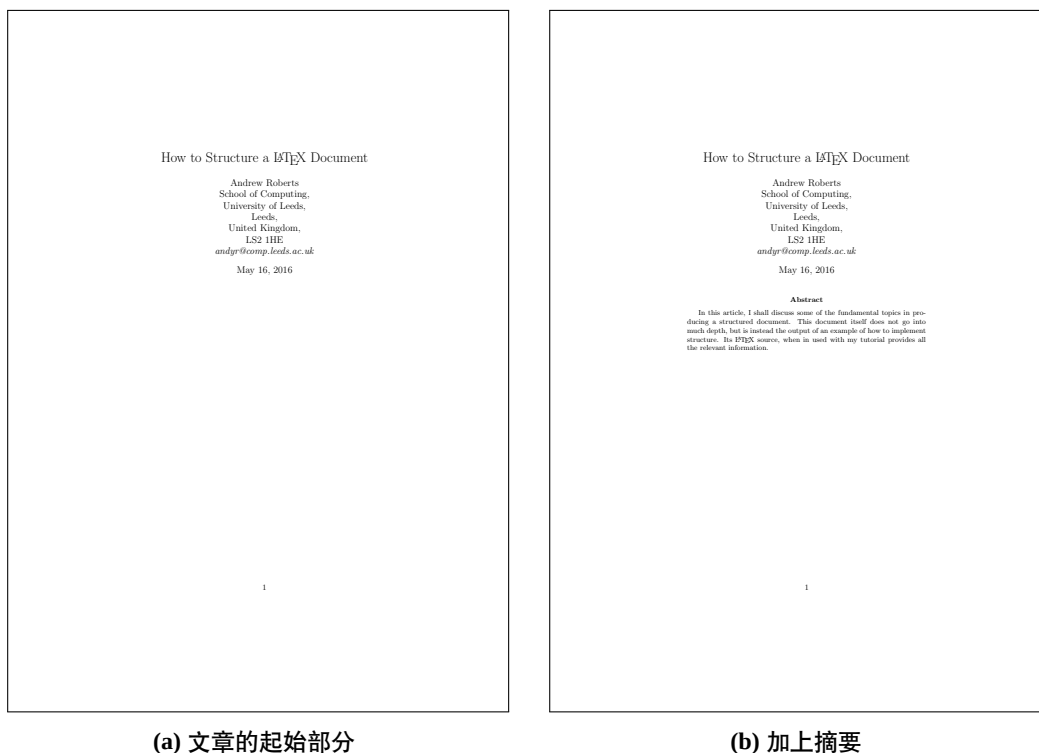 How to Structure a LATEX Document
Andrew Roberts
School of Computing,
University of Leeds,
Leeds,
United Kingdom,
LS2 1HE
andyr@comp.leeds.ac.uk
May 16, 2016
1
(a) 文章的起始部分
How to Structure a LATEX Document
Andrew Roberts
School of Computing,
University of Leeds,
Leeds,
United Kingdom,
LS2 1HE
andyr@comp.leeds.ac.uk
May 16, 2016
Abstract
In this article, I shall discuss some of the fundamental topics in pro-
ducing a structured document. This document itself does not go into
much depth, but is instead the output of an example of how to implement
structure. Its LATEX source, when in used with my tutorial provides all
the relevant information.
1
(b) 加上摘要